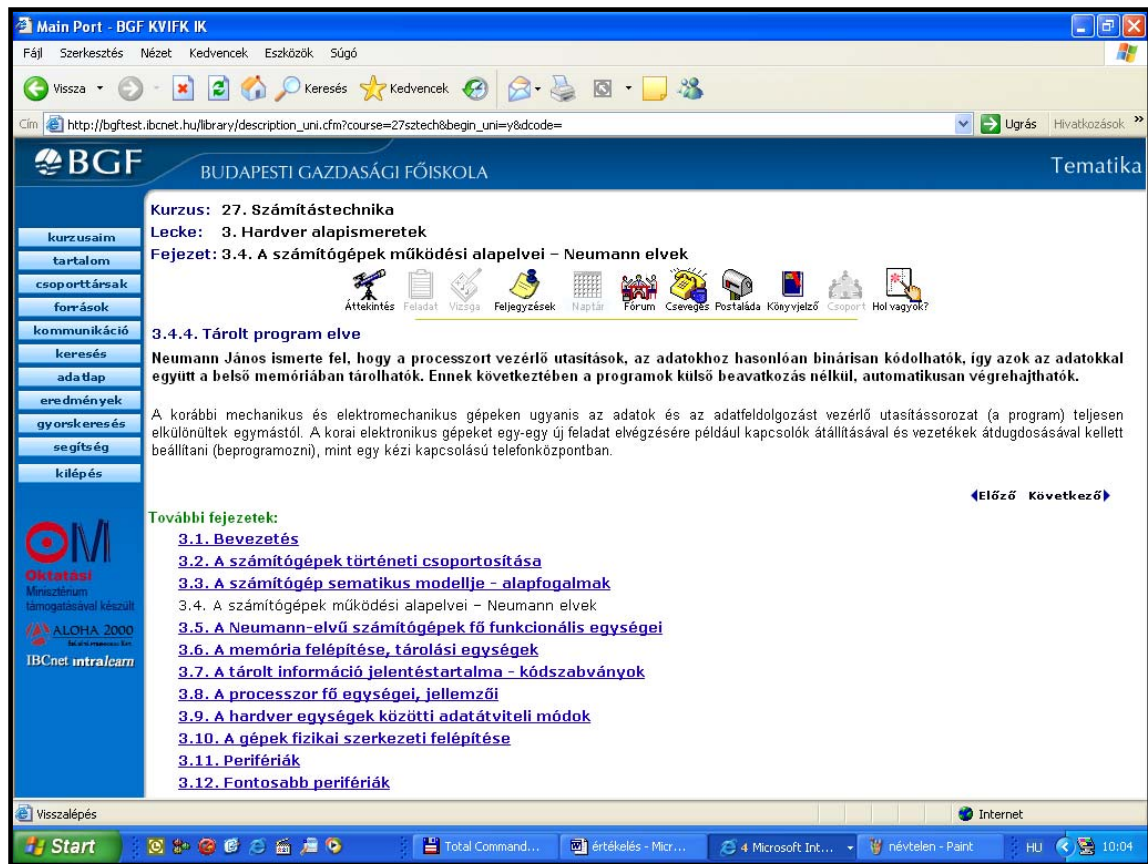 Main Port - BGF KVIFK IK
Fájl Szerkesztés Nézet Kedvencek Eszközök Súgó
Vissza Keresés Kedvencek
Cím http://bgftest.ibcnet.hu/library/description_uni.cfm?course=27sztech&begin_uni=y&dcode= Ugrás Hivatkozások »
BGF BUDAPESTI GAZDASÁGI FŐISKOLA Tematika
kurzusaim
tartalom
csoporttársak
források
kommunikáció
keresés
adatlap
eredmények
gyorskeresés
segítség
kilépés
OM
Oktatási
Minisztérium
támogatásával készült
ALOHA 2000
IBCnet intralearn
Kurzus: 27. Számítástechnika
Lecke: 3. Hardver alapismeretek
Fejezet: 3.4. A számítógépek működési alapelvei – Neumann elvek
Áttekintés Feladat Vizsga Feljegyzések Naptár Fórum Csevegés Postaláda Könyvjelző Csoport Hol vagyok?
3.4.4. Tárolt program elve
Neumann János ismerte fel, hogy a processzort vezérlő utasítások, az adatokhoz hasonlóan binárisan kódolhatók, így azok az adatokkal
együtt a belső memóriában tárolhatók. Ennek következtében a programok külső beavatkozás nélkül, automatikusan végrehajthatók.
A korábbi mechanikus és elektromechanikus gépeken ugyanis az adatok és az adatfeldolgozást vezérlő utasítássorozat (a program) teljesen
elkülönültek egymástól. A korai elektronikus gépeket egy-egy új feladat elvégzésére például kapcsolók átállításával és vezetékek átdugdosásával kellett
beállítani (beprogramozni), mint egy kézi kapcsolású telefonközpontban.
Előző Következő
További fejezetek:
3.1. Bevezetés
3.2. A számítógépek történeti csoportosítása
3.3. A számítógép sematikus modellje - alapfogalmak
3.4. A számítógépek működési alapelvei – Neumann elvek
3.5. A Neumann-elvű számítógépek fő funkcionális egységei
3.6. A memória felépítése, tárolási egységek
3.7. A tárolt információ jelentéstartalma - kódszabványok
3.8. A processzor fő egységei, jellemzői
3.9. A hardver egységek közötti adatátviteli módok
3.10. A gépek fizikai szerkezeti felépítése
3.11. Perifériák
3.12. Fontosabb perifériák
Visszalépés Internet
Start Total Command... értékelés - Micr... 4 Microsoft Int... névtelen - Paint HU 10:04